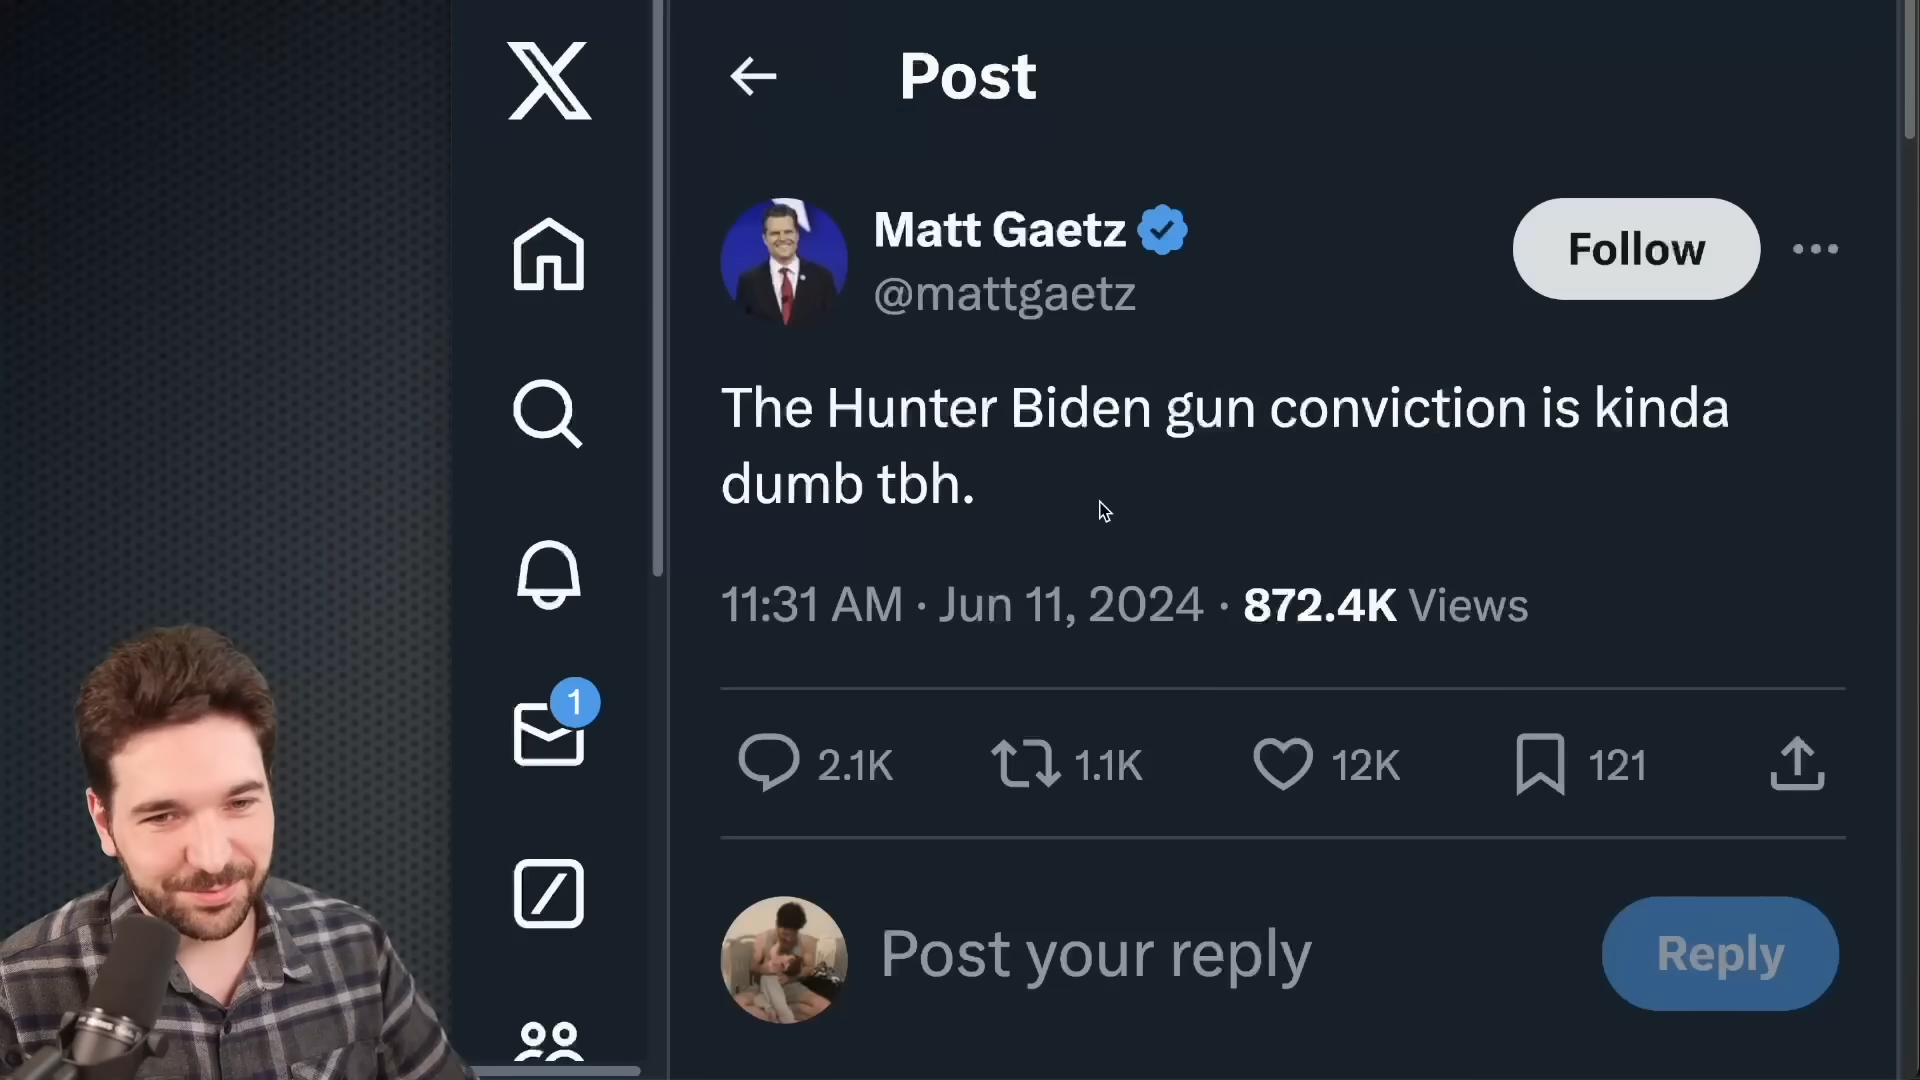 Post
Matt Gaetz
@mattgaetz
Follow
The Hunter Biden gun conviction is kinda
dumb tbh.
11:31 AM · Jun 11, 2024 · 872.4K Views
1
2.1K 1.1K 12K 121
Post your reply
Reply